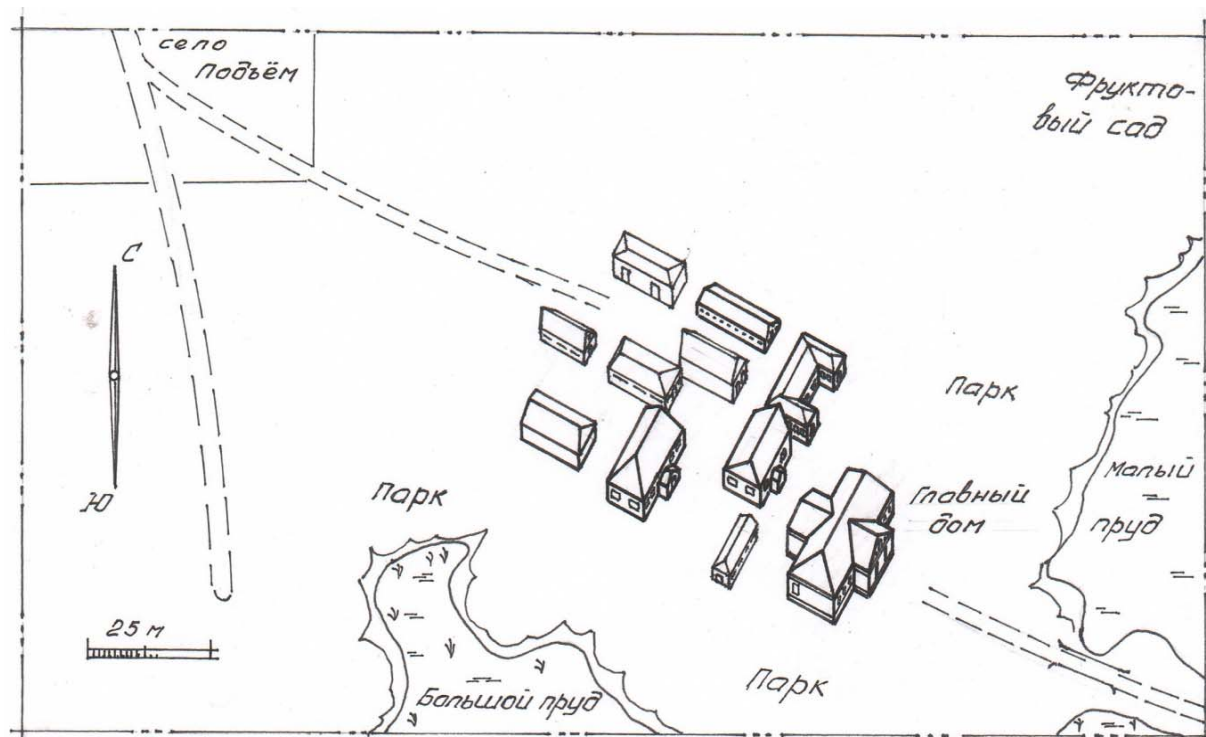 село
Подъём
Фрукто-
вый сад
С
Парк
Малый
пруд
Ю
Парк
Главный
дом
25 м
Большой пруд
Парк